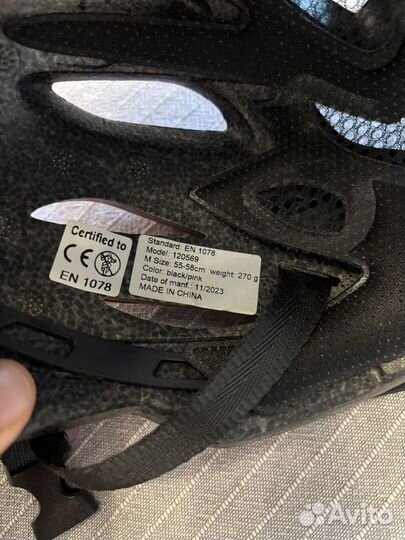 Certified to
CE
EN 1078
Standard: EN 1078
Model: 120569
M Size: 55-58cm weight: 270 g
Color: black/pink
Date of manf.: 11/2023
MADE IN CHINA
Avito